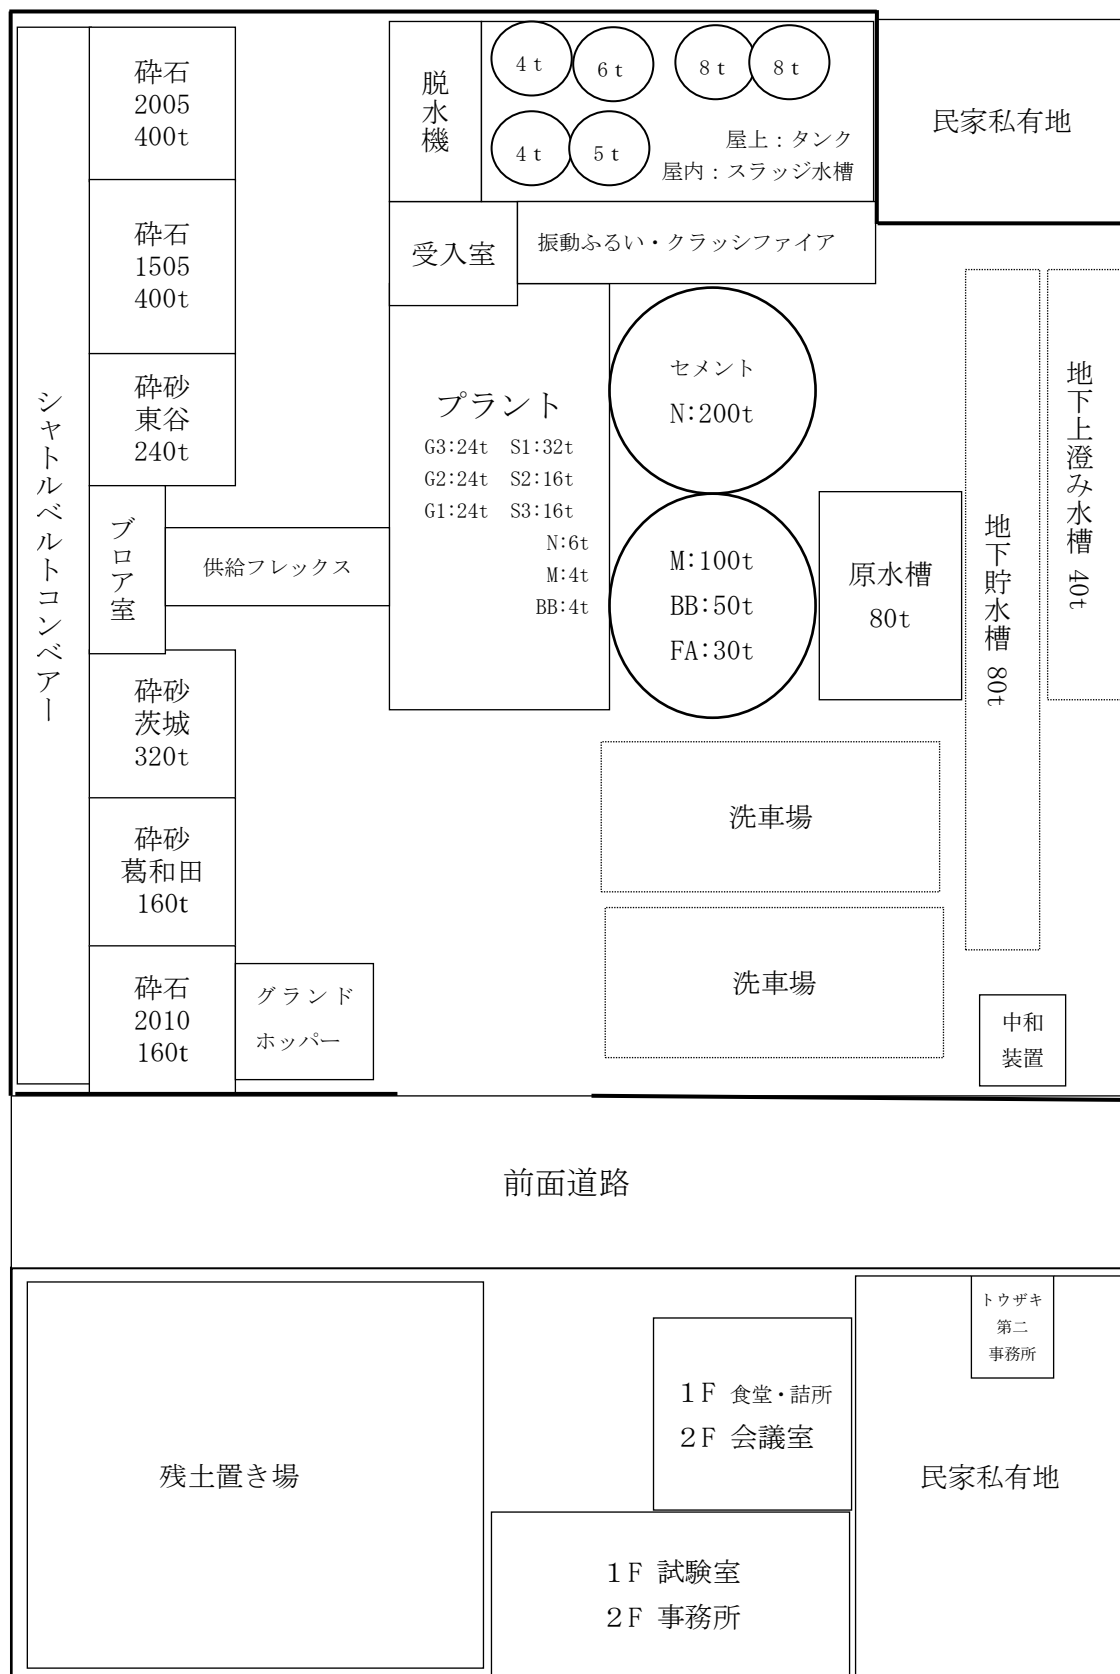 砕石
2005
400t
砕石
1505
400t
砕砂
東谷
240t
シャトルベルトコンベアー
ブロア室
供給フレックス
砕砂
茨城
320t
砕砂
葛和田
160t
砕石
2010
160t
グランド
ホッパー
脱水機
4t
6t
8t
8t
4t
5t
屋上：タンク
屋内：スラッジ水槽
民家私有地
受入室
振動ふるい・クラッシファイア
プラント
G3:24t S1:32t
G2:24t S2:16t
G1:24t S3:16t
N:6t
M:4t
BB:4t
セメント
N:200t
M:100t
BB:50t
FA:30t
原水槽
80t
地下貯水槽 80t
地下上澄み水槽 40t
洗車場
洗車場
中和
装置
前面道路
残土置き場
1F 食堂・詰所
2F 会議室
1F 試験室
2F 事務所
トウザキ
第二
事務所
民家私有地